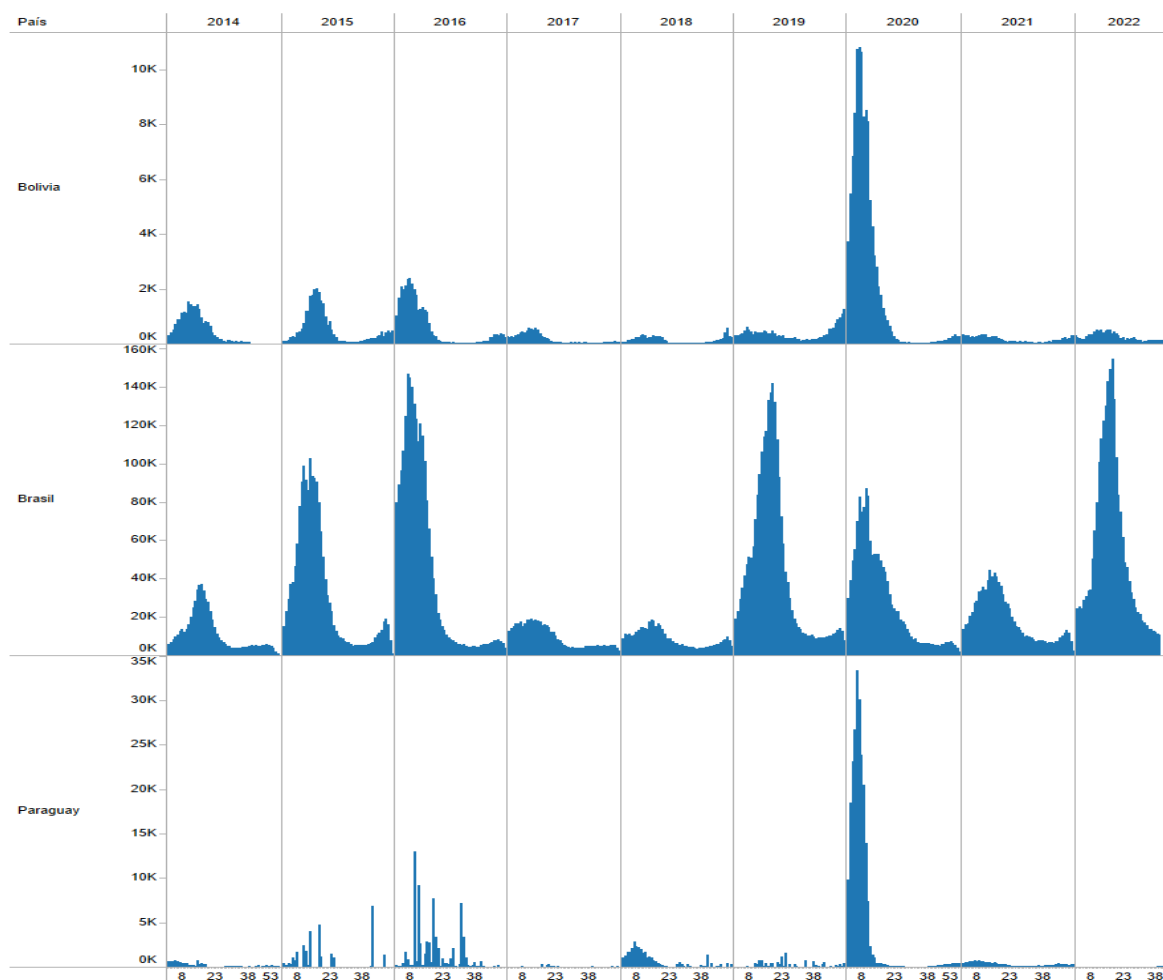 País 2014 2015 2016 2017 2018 2019 2020 2021 2022
10K
8K
6K
Bolivia
4K
2K
0K
160K
140K
120K
100K
Brasil
80K
60K
40K
20K
0K
35K
30K
25K
20K
Paraguay
15K
10K
5K
0K
8 23 38 53 8 23 38 8 23 38 8 23 38 8 23 38 8 23 38 8 23 38 53 8 23 38 8 23 38